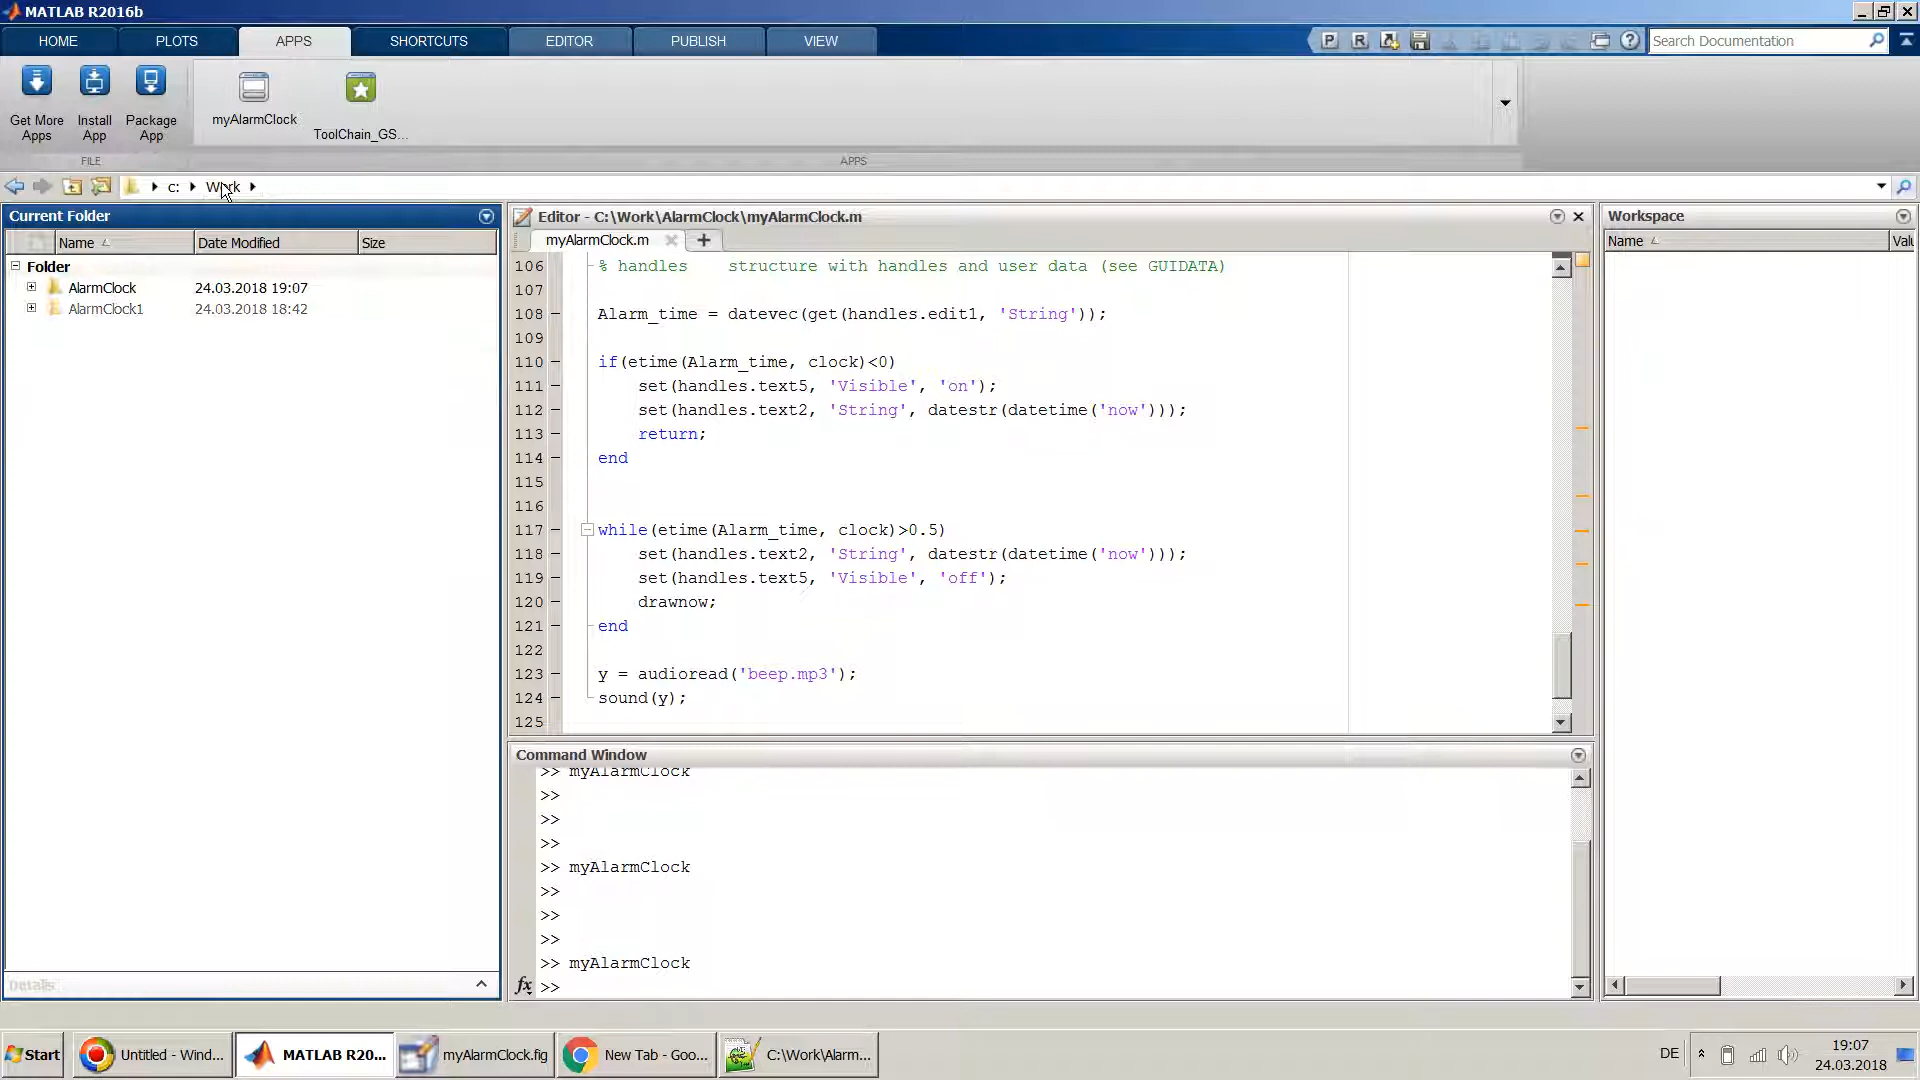 MATLAB R2016b
HOME
PLOTS
APPS
SHORTCUTS
EDITOR
PUBLISH
VIEW
Search Documentation
Get More Apps
Install App
Package App
myAlarmClock
ToolChain_GS...
FILE
APPS
c:
Work
Current Folder
Name
Date Modified
Size
Folder
AlarmClock 24.03.2018 19:07
AlarmClock1 24.03.2018 18:42
Details
Editor - C:\Work\AlarmClock\myAlarmClock.m
myAlarmClock.m
106 % handles    structure with handles and user data (see GUIDATA)
107
108 Alarm_time = datevec(get(handles.edit1, 'String'));
109
110 if(etime(Alarm_time, clock)<0)
111     set(handles.text5, 'Visible', 'on');
112     set(handles.text2, 'String', datestr(datetime('now')));
113     return;
114 end
115
116
117 while(etime(Alarm_time, clock)>0.5)
118     set(handles.text2, 'String', datestr(datetime('now')));
119     set(handles.text5, 'Visible', 'off');
120     drawnow;
121 end
122
123 y = audioread('beep.mp3');
124 sound(y);
125
Command Window
>> myAlarmClock
>>
>>
>>
>> myAlarmClock
>>
>>
>>
>> myAlarmClock
fx >>
Workspace
Name
Valu
Start
Untitled - Wind...
MATLAB R20...
myAlarmClock.fig
New Tab - Goo...
C:\Work\Alarm...
DE
19:07
24.03.2018